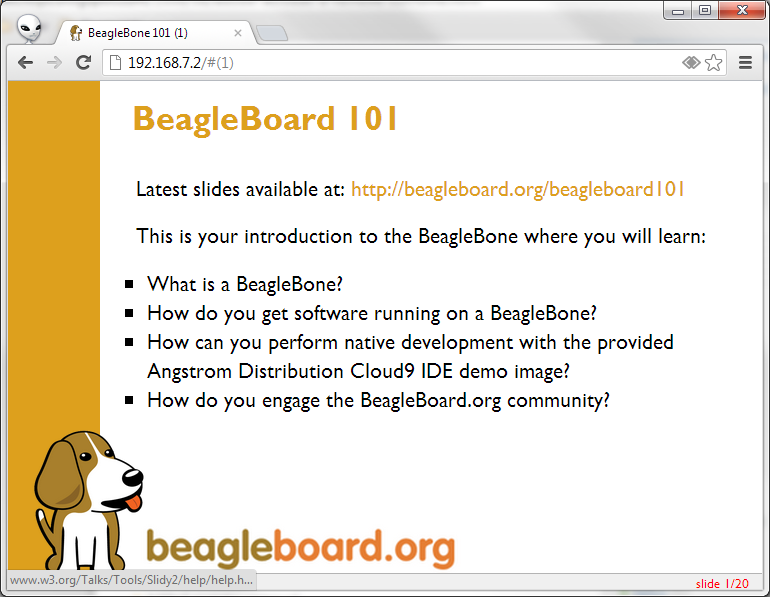 BeagleBone 101 (1)
192.168.7.2/#(1)
BeagleBoard 101
Latest slides available at: http://beagleboard.org/beagleboard101
This is your introduction to the BeagleBone where you will learn:
What is a BeagleBone?
How do you get software running on a BeagleBone?
How can you perform native development with the provided
Angstrom Distribution Cloud9 IDE demo image?
How do you engage the BeagleBoard.org community?
beagleboard.org
www.w3.org/Talks/Tools/Slidy2/help/help.h...
slide 1/20